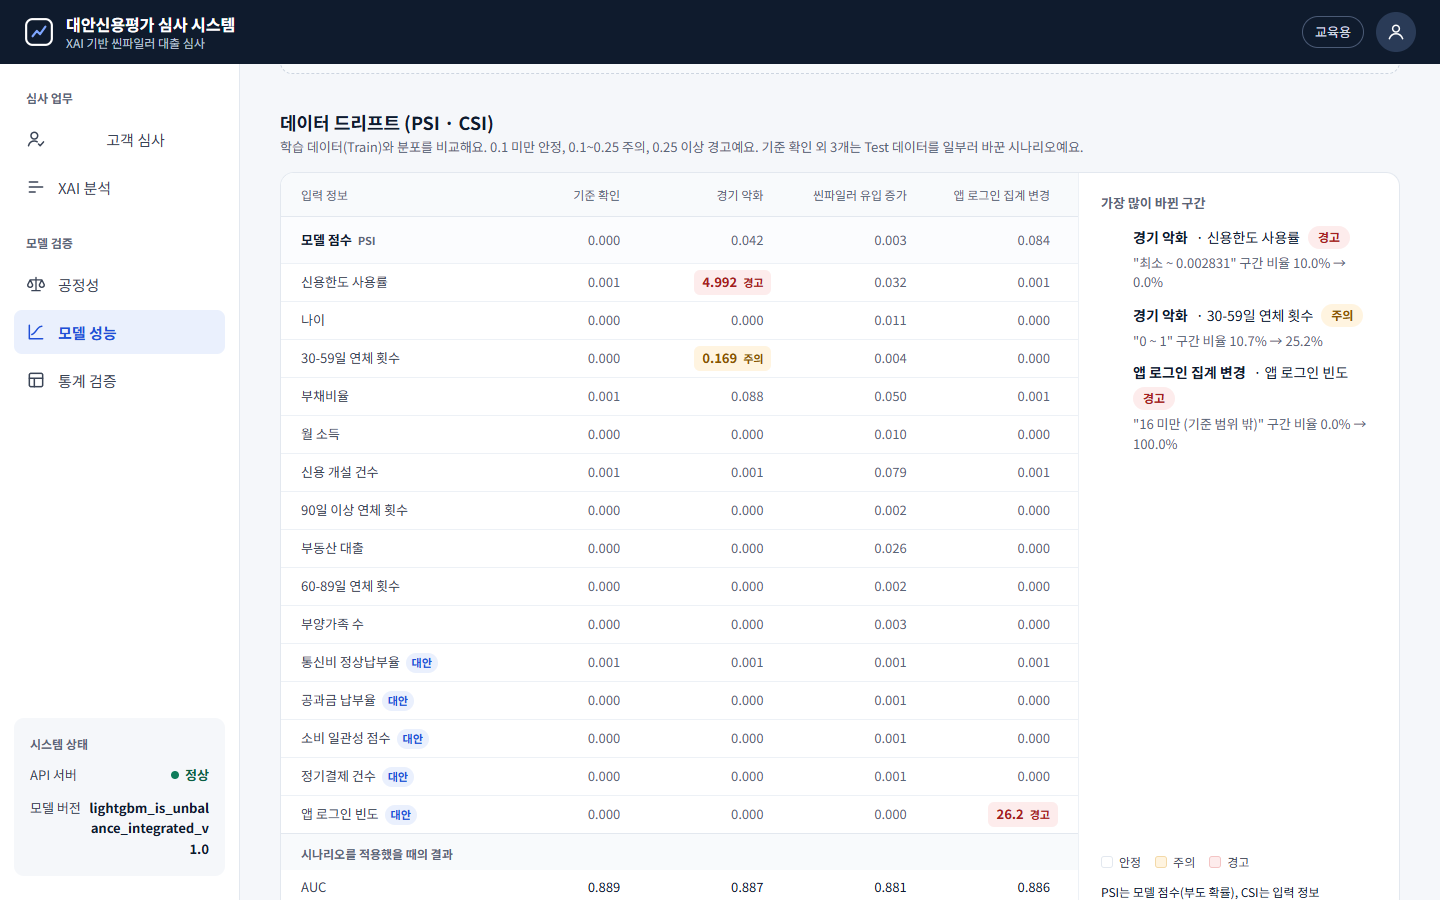 대안신용평가 심사 시스템
XAI 기반 씬파일러 대출 심사
교육용
심사 업무
고객 심사
XAI 분석
모델 검증
공정성
모델 성능
통계 검증
시스템 상태
API 서버 정상
모델 버전 lightgbm_is_unbal
ance_integrated_v
1.0
데이터 드리프트 (PSI · CSI)
학습 데이터(Train)와 분포를 비교해요. 0.1 미만 안정, 0.1~0.25 주의, 0.25 이상 경고예요. 기준 확인 외 3개는 Test 데이터를 일부러 바꾼 시나리오예요.
입력 정보 기준 확인 경기 악화 씬파일러 유입 증가 앱 로그인 집계 변경
모델 점수 PSI 0.000 0.042 0.003 0.084
신용한도 사용률 0.001 4.992 경고 0.032 0.001
나이 0.000 0.000 0.011 0.000
30-59일 연체 횟수 0.000 0.169 주의 0.004 0.000
부채비율 0.001 0.088 0.050 0.001
월 소득 0.000 0.000 0.010 0.000
신용 개설 건수 0.001 0.001 0.079 0.001
90일 이상 연체 횟수 0.000 0.000 0.002 0.000
부동산 대출 0.000 0.000 0.026 0.000
60-89일 연체 횟수 0.000 0.000 0.002 0.000
부양가족 수 0.000 0.000 0.003 0.000
통신비 정상납부율 대안 0.001 0.001 0.001 0.001
공과금 납부율 대안 0.000 0.000 0.001 0.000
소비 일관성 점수 대안 0.000 0.000 0.001 0.000
정기결제 건수 대안 0.000 0.000 0.001 0.000
앱 로그인 빈도 대안 0.000 0.000 0.000 26.2 경고
시나리오를 적용했을 때의 결과
AUC 0.889 0.887 0.881 0.886
가장 많이 바뀐 구간
경기 악화 · 신용한도 사용률 경고
"최소 ~ 0.002831" 구간 비율 10.0% →
0.0%
경기 악화 · 30-59일 연체 횟수 주의
"0 ~ 1" 구간 비율 10.7% → 25.2%
앱 로그인 집계 변경 · 앱 로그인 빈도
경고
"16 미만 (기준 범위 밖)" 구간 비율 0.0% →
100.0%
안정 주의 경고
PSI는 모델 점수(부도 확률), CSI는 입력 정보